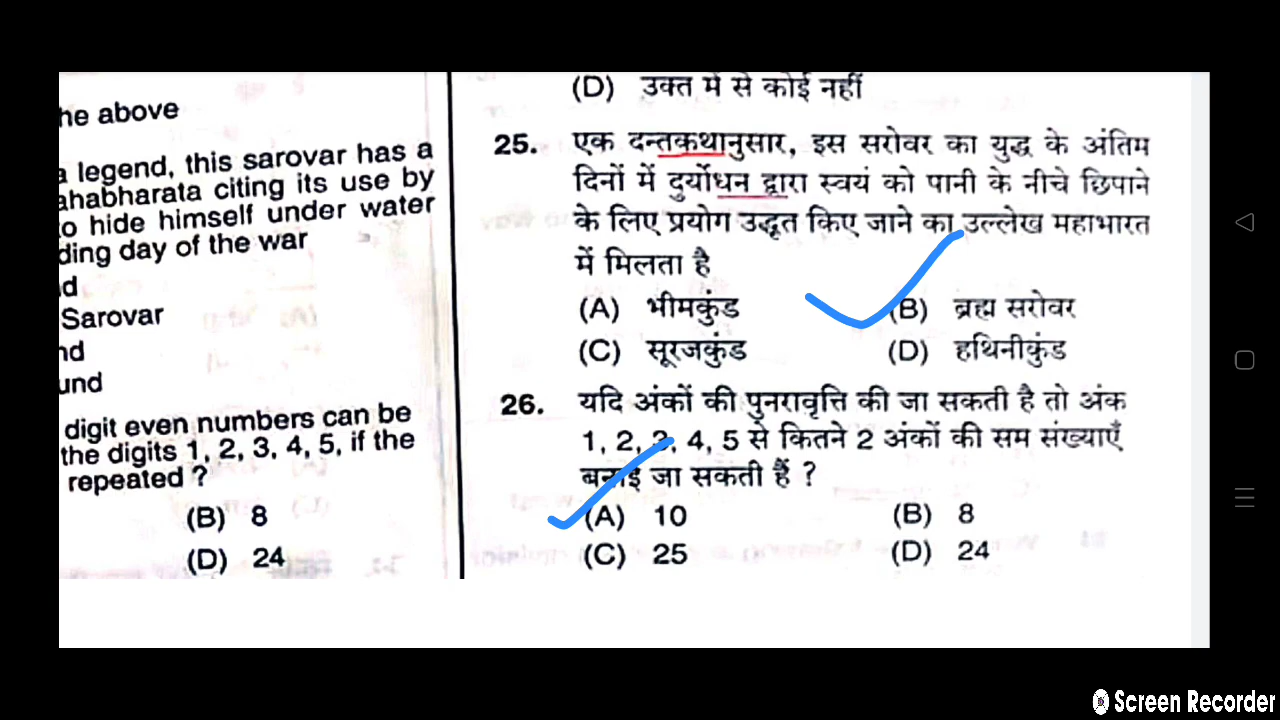 he above
a legend, this sarovar has a
ahabharata citing its use by
to hide himself under water
ding day of the war
d
Sarovar
nd
und
digit even numbers can be
the digits 1, 2, 3, 4, 5, if the
repeated ?
(B) 8
(D) 24
(D) उक्त में से कोई नहीं
25. एक दन्तकथानुसार, इस सरोवर का युद्ध के अंतिम
दिनों में दुर्योधन द्वारा स्वयं को पानी के नीचे छिपाने
के लिए प्रयोग उद्धृत किए जाने का उल्लेख महाभारत
में मिलता है
(A) भीमकुंड (B) ब्रह्म सरोवर
(C) सूरजकुंड (D) हथिनीकुंड
26. यदि अंकों की पुनरावृत्ति की जा सकती है तो अंक
1, 2, 3, 4, 5 से कितने 2 अंकों की सम संख्याएँ
बनाई जा सकती हैं ?
(A) 10 (B) 8
(C) 25 (D) 24
Screen Recorder